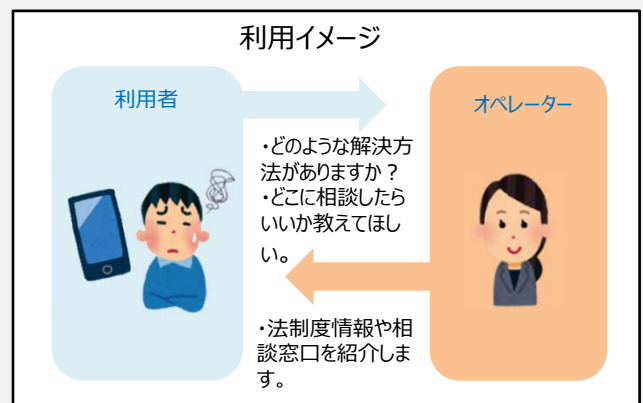 利用イメージ
利用者
オペレーター
・どのような解決方
法がありますか？
・どこに相談したら
いいか教えてほし
い。
・法制度情報や相
談窓口を紹介しま
す。